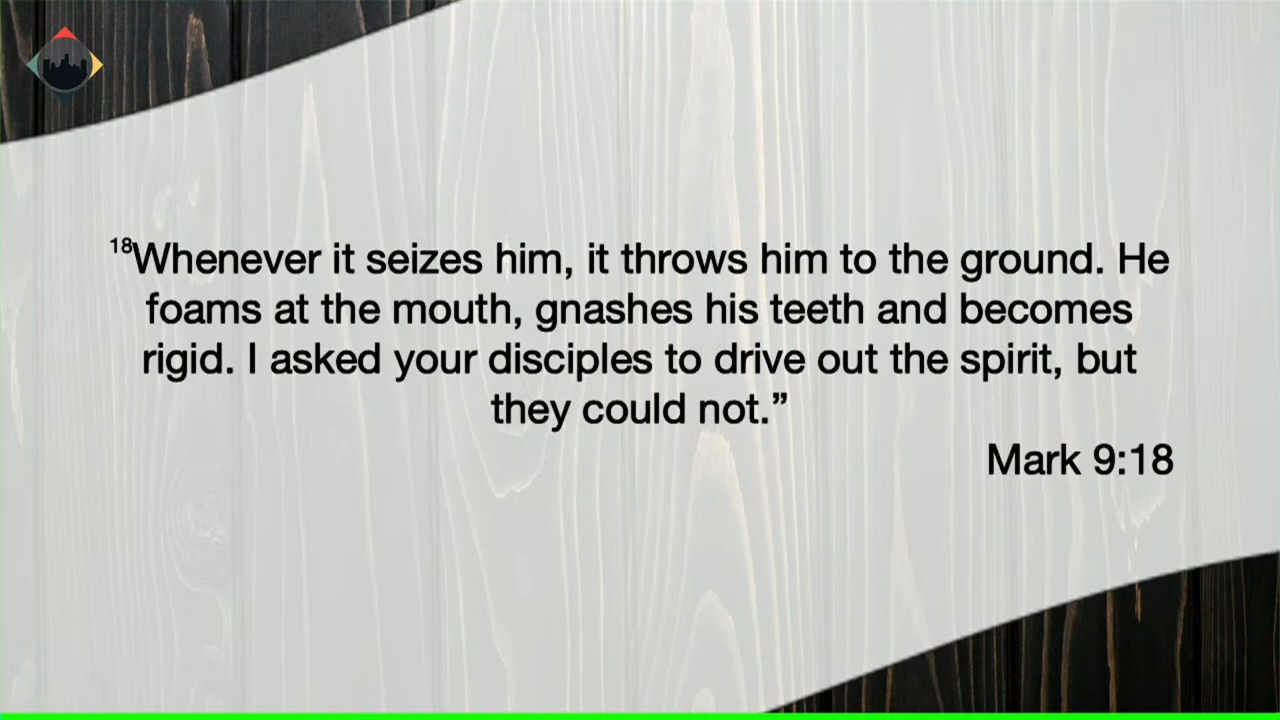 ¹⁸Whenever it seizes him, it throws him to the ground. He
foams at the mouth, gnashes his teeth and becomes
rigid. I asked your disciples to drive out the spirit, but
they could not.”
Mark 9:18